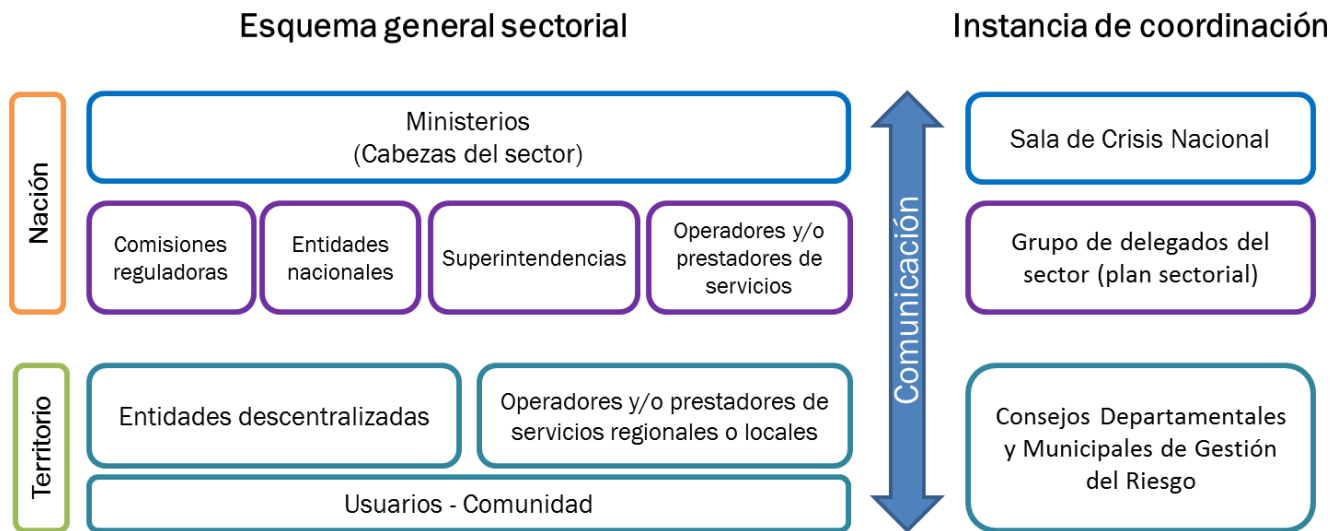 Esquema general sectorial
Instancia de coordinación
Nación
Ministerios
(Cabezas del sector)
Comisiones
reguladoras
Entidades
nacionales
Superintendencias
Operadores y/o
prestadores de
servicios
Comunicación
Sala de Crisis Nacional
Grupo de delegados del
sector (plan sectorial)
Territorio
Entidades descentralizadas
Operadores y/o prestadores de
servicios regionales o locales
Usuarios - Comunidad
Consejos Departamentales
y Municipales de Gestión
del Riesgo